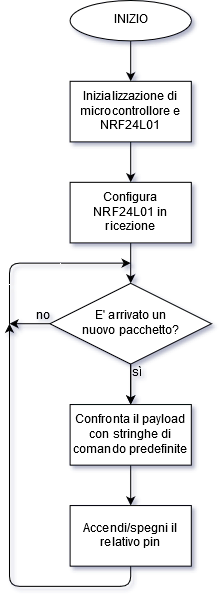 INIZIO
Inizializzazione di
microcontrollore e
NRF24L01
Configura
NRF24L01 in
ricezione
E' arrivato un
nuovo pacchetto?
no
sì
Confronta il payload
con stringhe di
comando predefinite
Accendi/spegni il
relativo pin